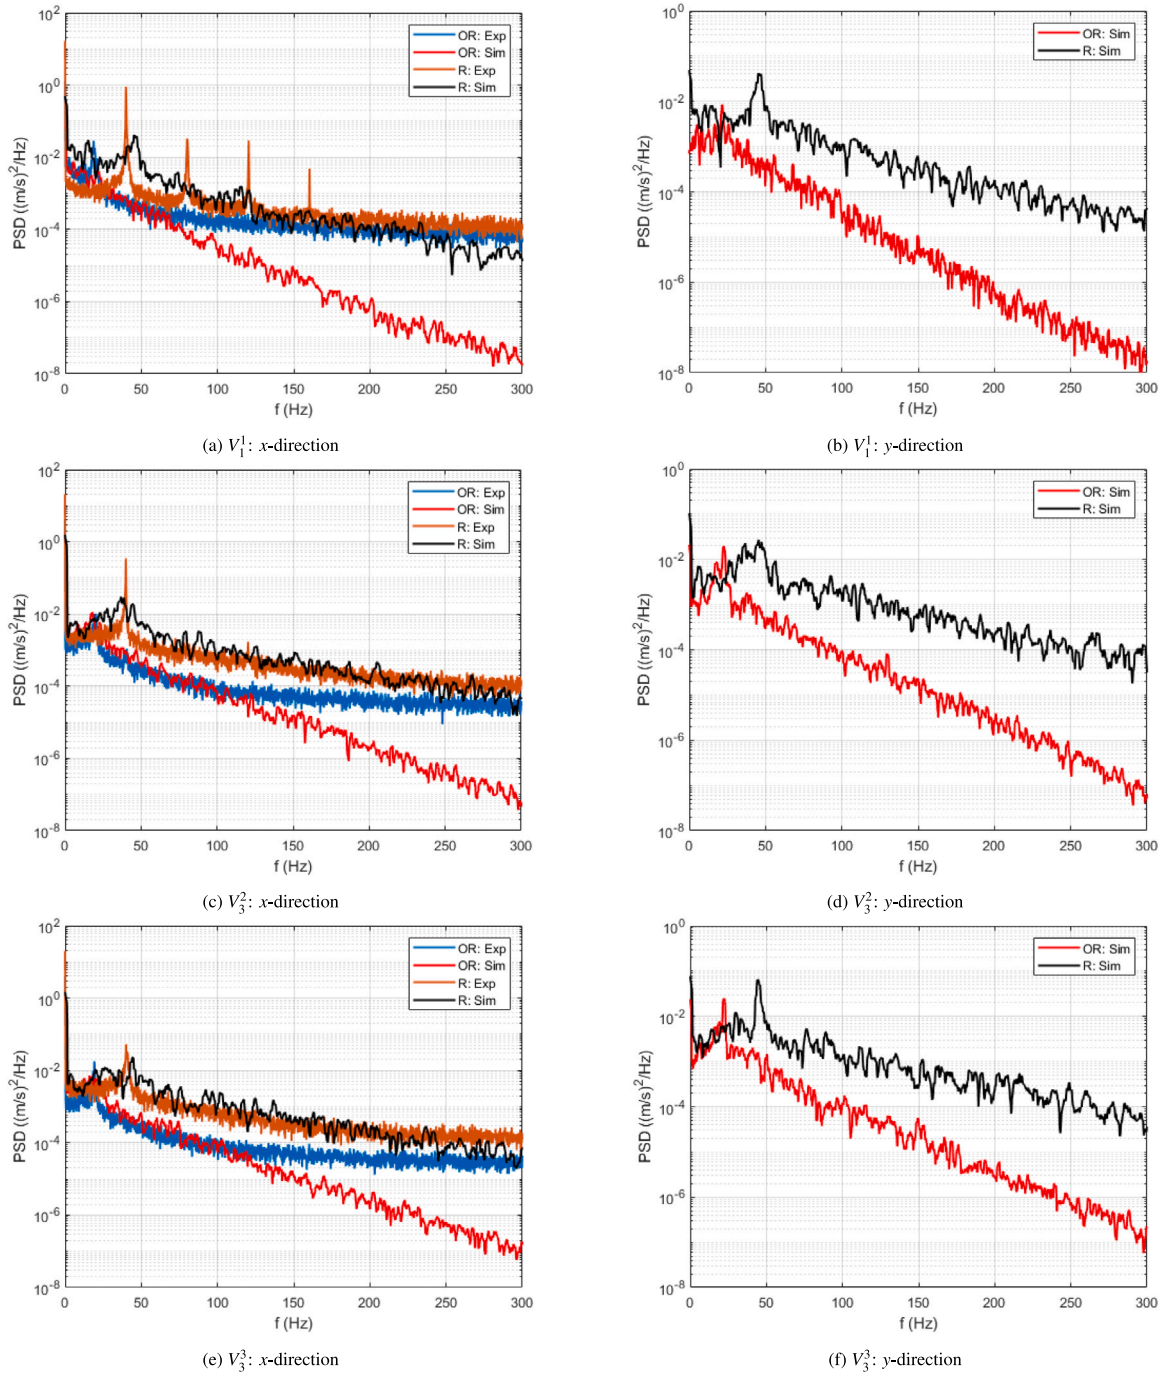 10^2
10^0
10^-2
10^-4
10^-6
10^-8
PSD ((m/s)^2/Hz)
OR: Exp
OR: Sim
R: Exp
R: Sim
0 50 100 150 200 250 300
f (Hz)
(a) V_1^1: x-direction
10^0
10^-2
10^-4
10^-6
10^-8
PSD ((m/s)^2/Hz)
OR: Sim
R: Sim
0 50 100 150 200 250 300
f (Hz)
(b) V_1^1: y-direction
10^2
10^0
10^-2
10^-4
10^-6
10^-8
PSD ((m/s)^2/Hz)
OR: Exp
OR: Sim
R: Exp
R: Sim
0 50 100 150 200 250 300
f (Hz)
(c) V_3^2: x-direction
10^0
10^-2
10^-4
10^-6
10^-8
PSD ((m/s)^2/Hz)
OR: Sim
R: Sim
0 50 100 150 200 250 300
f (Hz)
(d) V_3^2: y-direction
10^2
10^0
10^-2
10^-4
10^-6
10^-8
PSD ((m/s)^2/Hz)
OR: Exp
OR: Sim
R: Exp
R: Sim
0 50 100 150 200 250 300
f (Hz)
(e) V_3^3: x-direction
10^0
10^-2
10^-4
10^-6
10^-8
PSD ((m/s)^2/Hz)
OR: Sim
R: Sim
0 50 100 150 200 250 300
f (Hz)
(f) V_3^3: y-direction